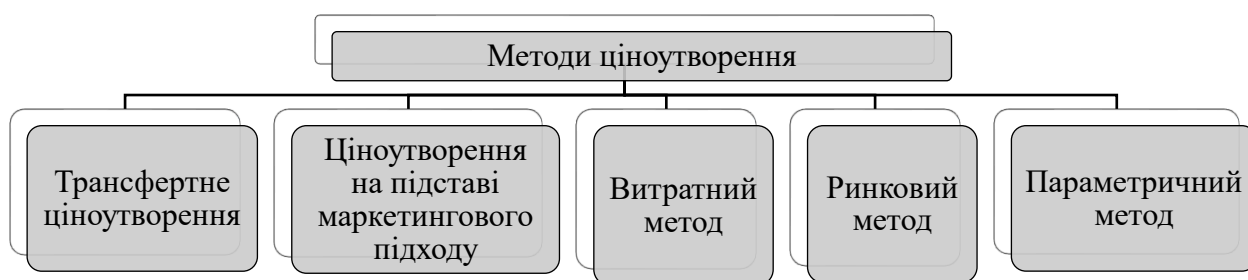 Методи ціноутворення
Трансфертне
ціноутворення
Ціноутворення
на підставі
маркетингового
підходу
Витратний
метод
Ринковий
метод
Параметричний
метод